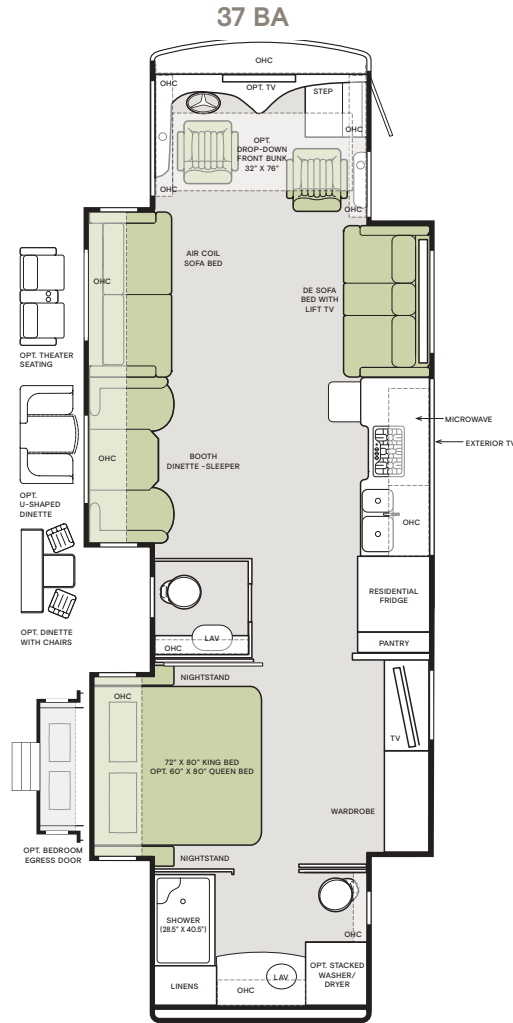 37 BA
OHC
OHC
OPT. TV
STEP
OHC
OPT.
DROP-DOWN
FRONT BUNK
32" X 76"
OHC
OHC
AIR COIL
SOFA BED
OHC
DE SOFA
BED WITH
LIFT TV
OPT. THEATER
SEATING
MICROWAVE
EXTERIOR TV
BOOTH
DINETTE -SLEEPER
OHC
OPT.
U-SHAPED
DINETTE
OHC
RESIDENTIAL
FRIDGE
OPT. DINETTE
WITH CHAIRS
LAV
OHC
PANTRY
NIGHTSTAND
OHC
TV
72" X 80" KING BED
OPT. 60" X 80" QUEEN BED
WARDROBE
OPT. BEDROOM
EGRESS DOOR
NIGHTSTAND
SHOWER
(28.5" X 40.5")
OHC
OPT. STACKED
WASHER/
DRYER
LINENS
LAV
OHC